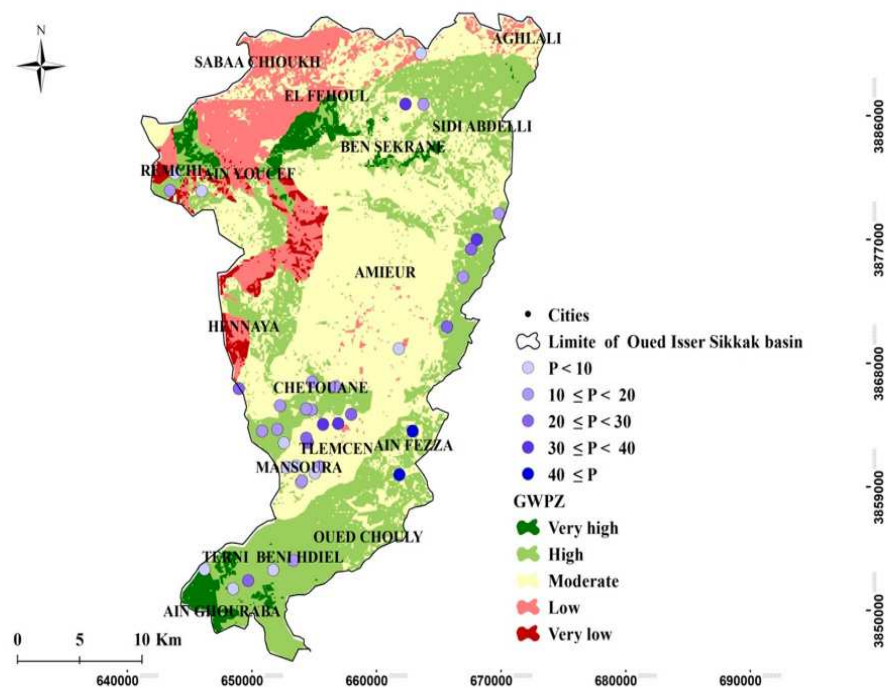 N
AGHLALI
SABAA CHIOUKH
EL FEHOUL
SIDI ABDELLI
BEN SEKRANE
REMCHI
AIN YOUCEF
AMIEUR
HENNAYA
CHETOUANE
TLEMCEN
AIN FEZZA
MANSOURA
OUED CHOULY
TERNI BENI HDIEL
AIN GHOURABA
Cities
Limite of Oued Isser Sikkak basin
P < 10
10 ≤ P < 20
20 ≤ P < 30
30 ≤ P < 40
40 ≤ P
GWPZ
Very high
High
Moderate
Low
Very low
0 5 10 Km
640000 650000 660000 670000 680000 690000
3886000
3877000
3868000
3859000
3850000